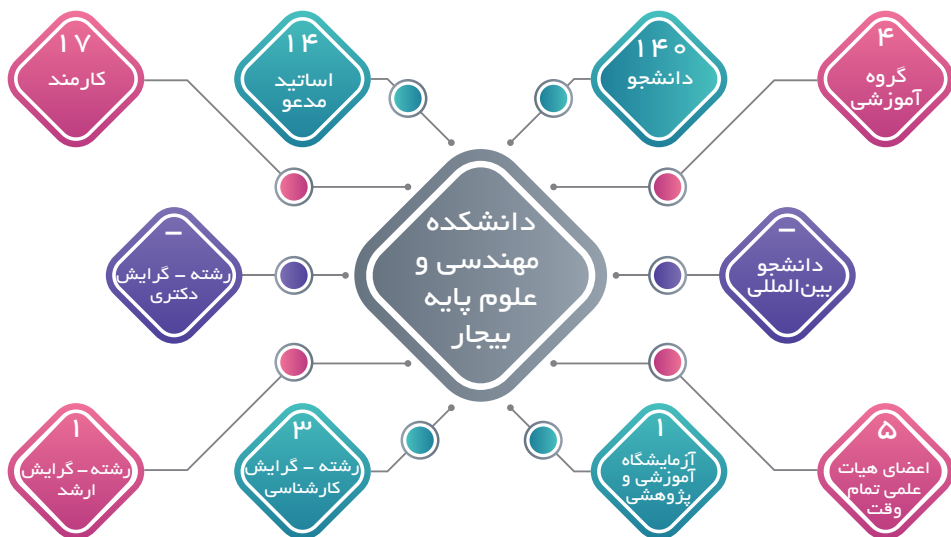 ۴
گروه
آموزشی
۱۴۰
دانشجو
۱۴
اساتید
مدعو
۱۷
کارمند
دانشکده
مهندسی و
علوم پایه
بیجار
–
دانشجو
بین‌المللی
–
رشته – گرایش
دکتری
۵
اعضای هیات
علمی تمام
وقت
۱
آزمایشگاه
آموزشی و
پژوهشی
۳
رشته – گرایش
کارشناسی
۱
رشته – گرایش
ارشد